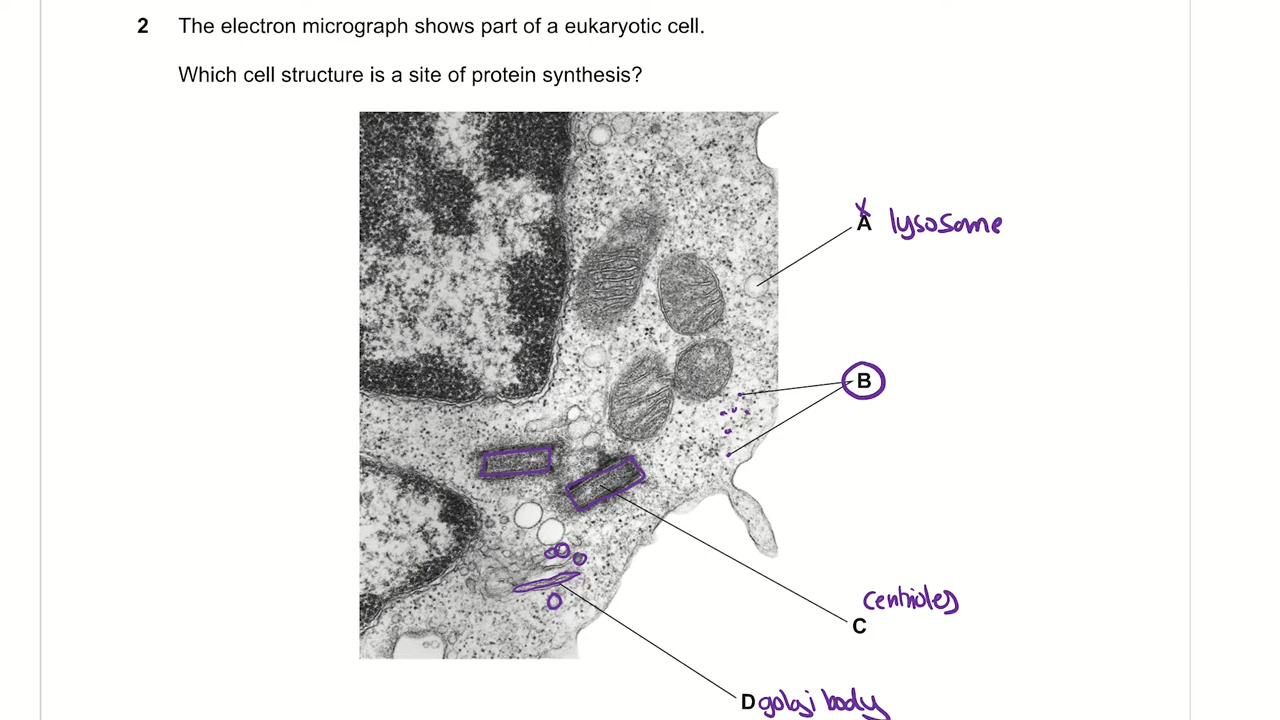 2 The electron micrograph shows part of a eukaryotic cell.
Which cell structure is a site of protein synthesis?
A lysosome
B
centrioles
C
D golgi body